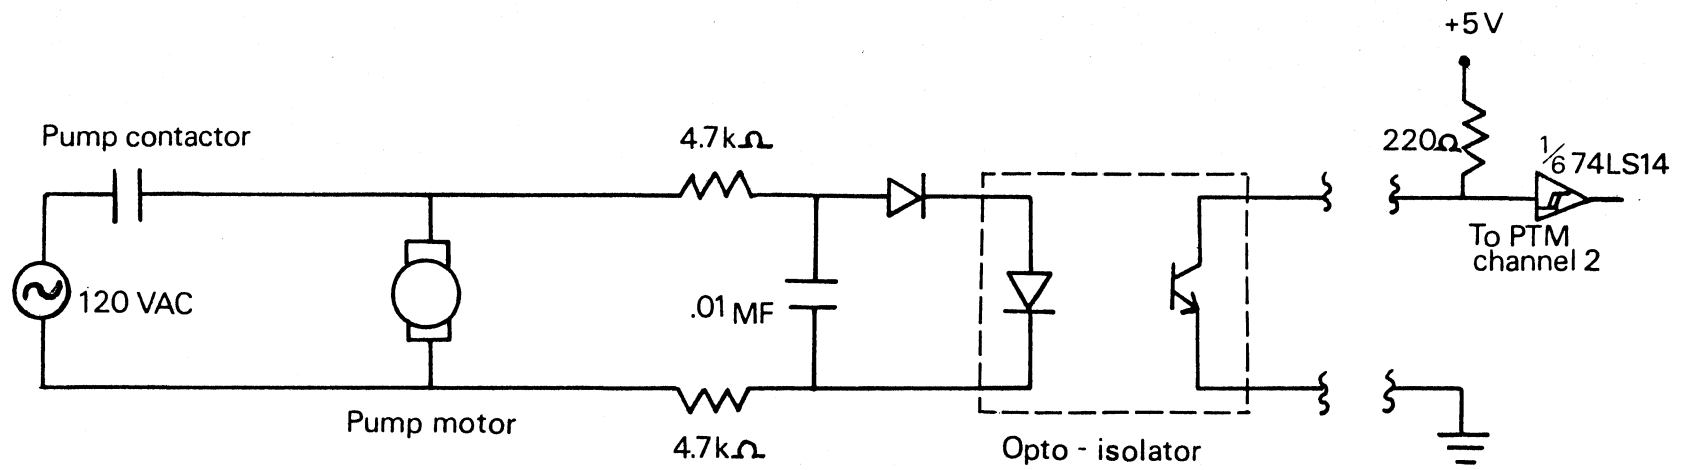 +5V
Pump contactor
4.7kΩ
220Ω
1/6 74LS14
120 VAC
.01 MF
To PTM
channel 2
Pump motor
4.7kΩ
Opto - isolator